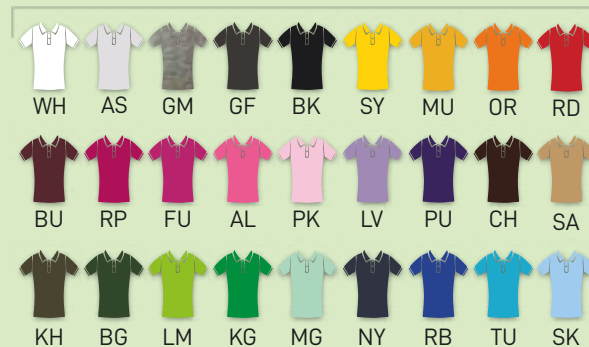 WH AS GM GF BK SY MU OR RD
BU RP FU AL PK LV PU CH SA
KH BG LM KG MG NY RB TU SK